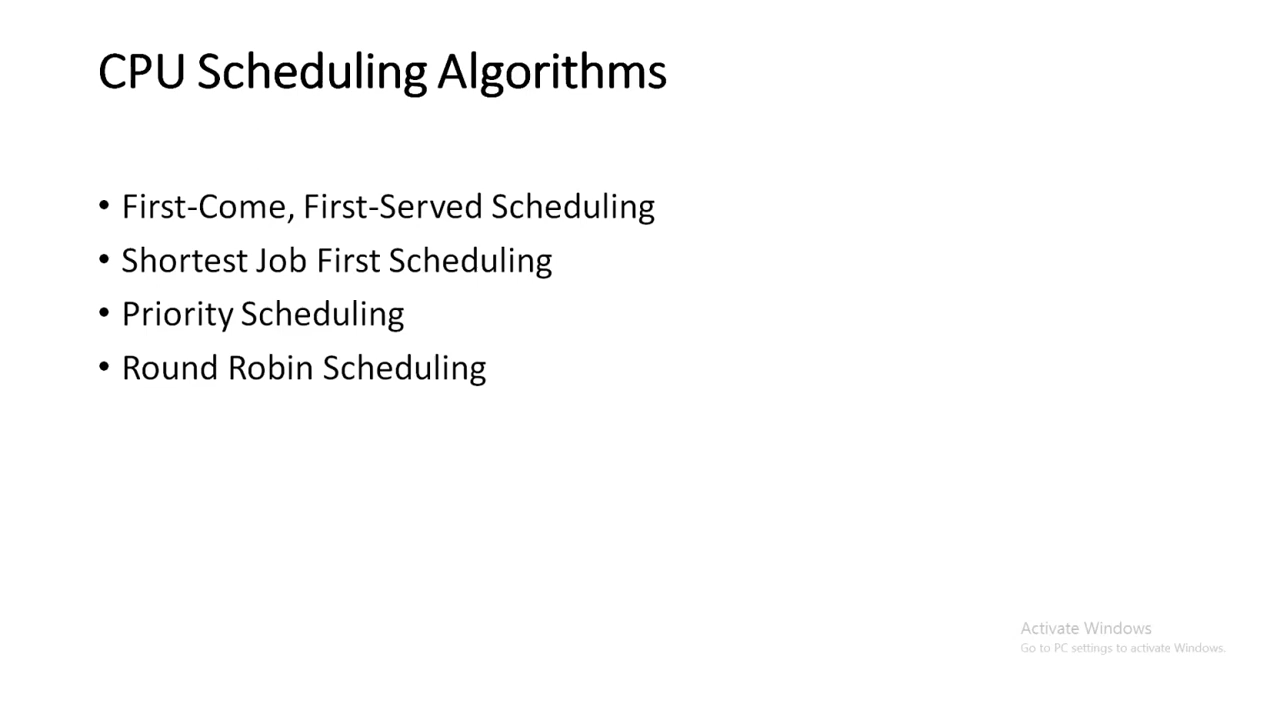 CPU Scheduling Algorithms
• First-Come, First-Served Scheduling
• Shortest Job First Scheduling
• Priority Scheduling
• Round Robin Scheduling
Activate Windows
Go to PC settings to activate Windows.